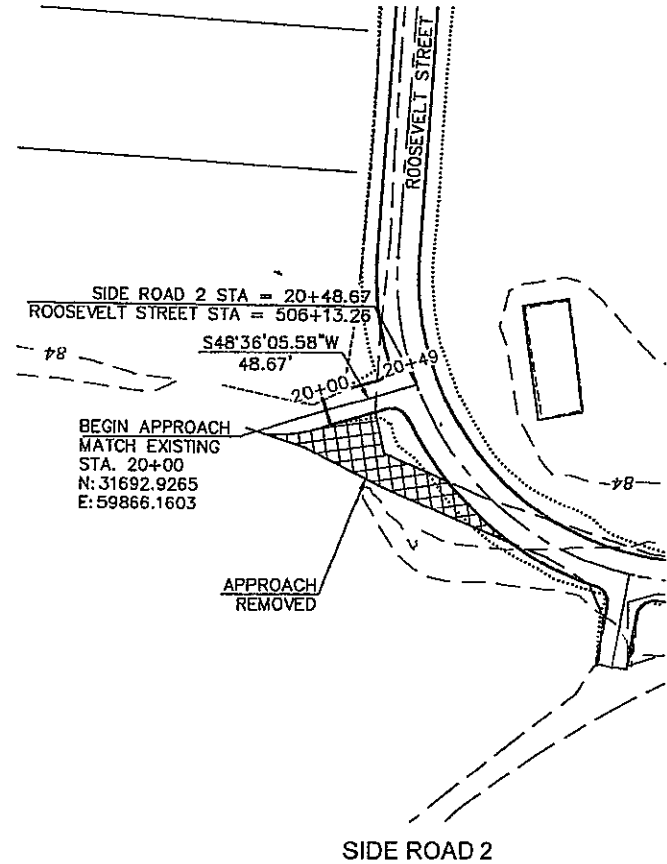 ROOSEVELT STREET
SIDE ROAD 2 STA = 20+48.67
ROOSEVELT STREET STA = 506+13.26
S48°36'05.58"W
48.67'
20+00
20+49
84
BEGIN APPROACH
MATCH EXISTING
STA. 20+00
N: 31692.9265
E: 59866.1603
84
APPROACH
REMOVED
SIDE ROAD 2